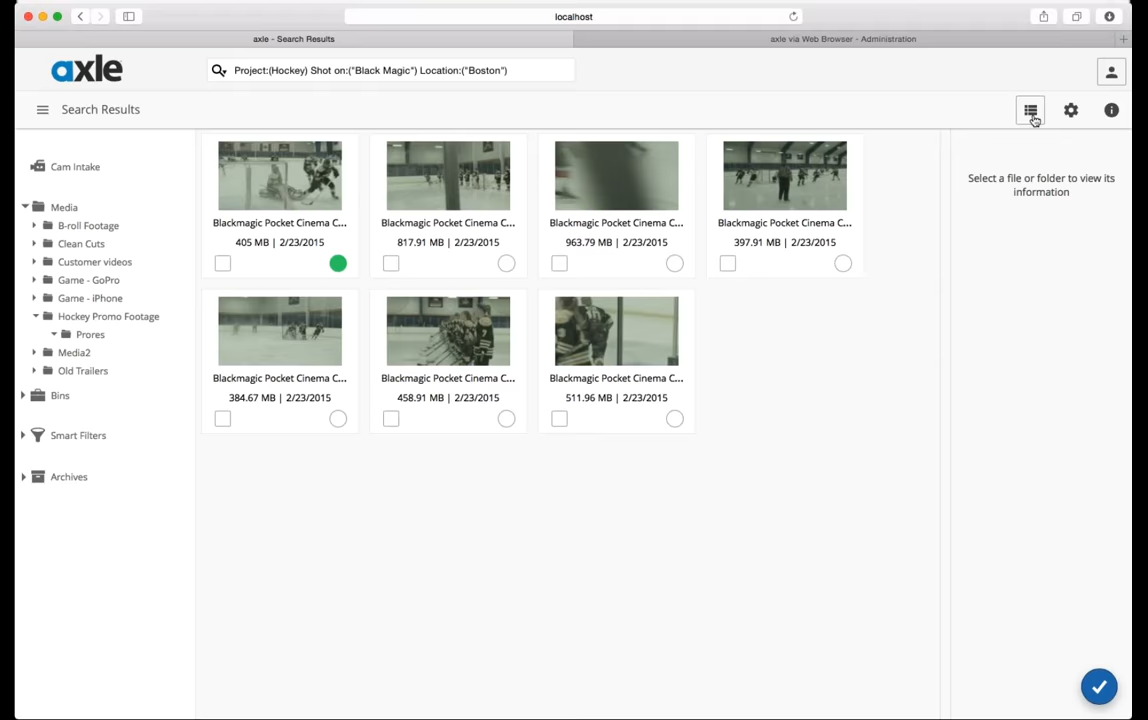 localhost
axle - Search Results
axle via Web Browser - Administration
axle
Project:(Hockey) Shot on:("Black Magic") Location:("Boston")
Search Results
Cam Intake
Media
B-roll Footage
Clean Cuts
Customer videos
Game - GoPro
Game - iPhone
Hockey Promo Footage
Prores
Media2
Old Trailers
Bins
Smart Filters
Archives
Blackmagic Pocket Cinema C...
405 MB | 2/23/2015
Blackmagic Pocket Cinema C...
817.91 MB | 2/23/2015
Blackmagic Pocket Cinema C...
963.79 MB | 2/23/2015
Blackmagic Pocket Cinema C...
397.91 MB | 2/23/2015
Blackmagic Pocket Cinema C...
384.67 MB | 2/23/2015
Blackmagic Pocket Cinema C...
458.91 MB | 2/23/2015
Blackmagic Pocket Cinema C...
511.96 MB | 2/23/2015
Select a file or folder to view its
information